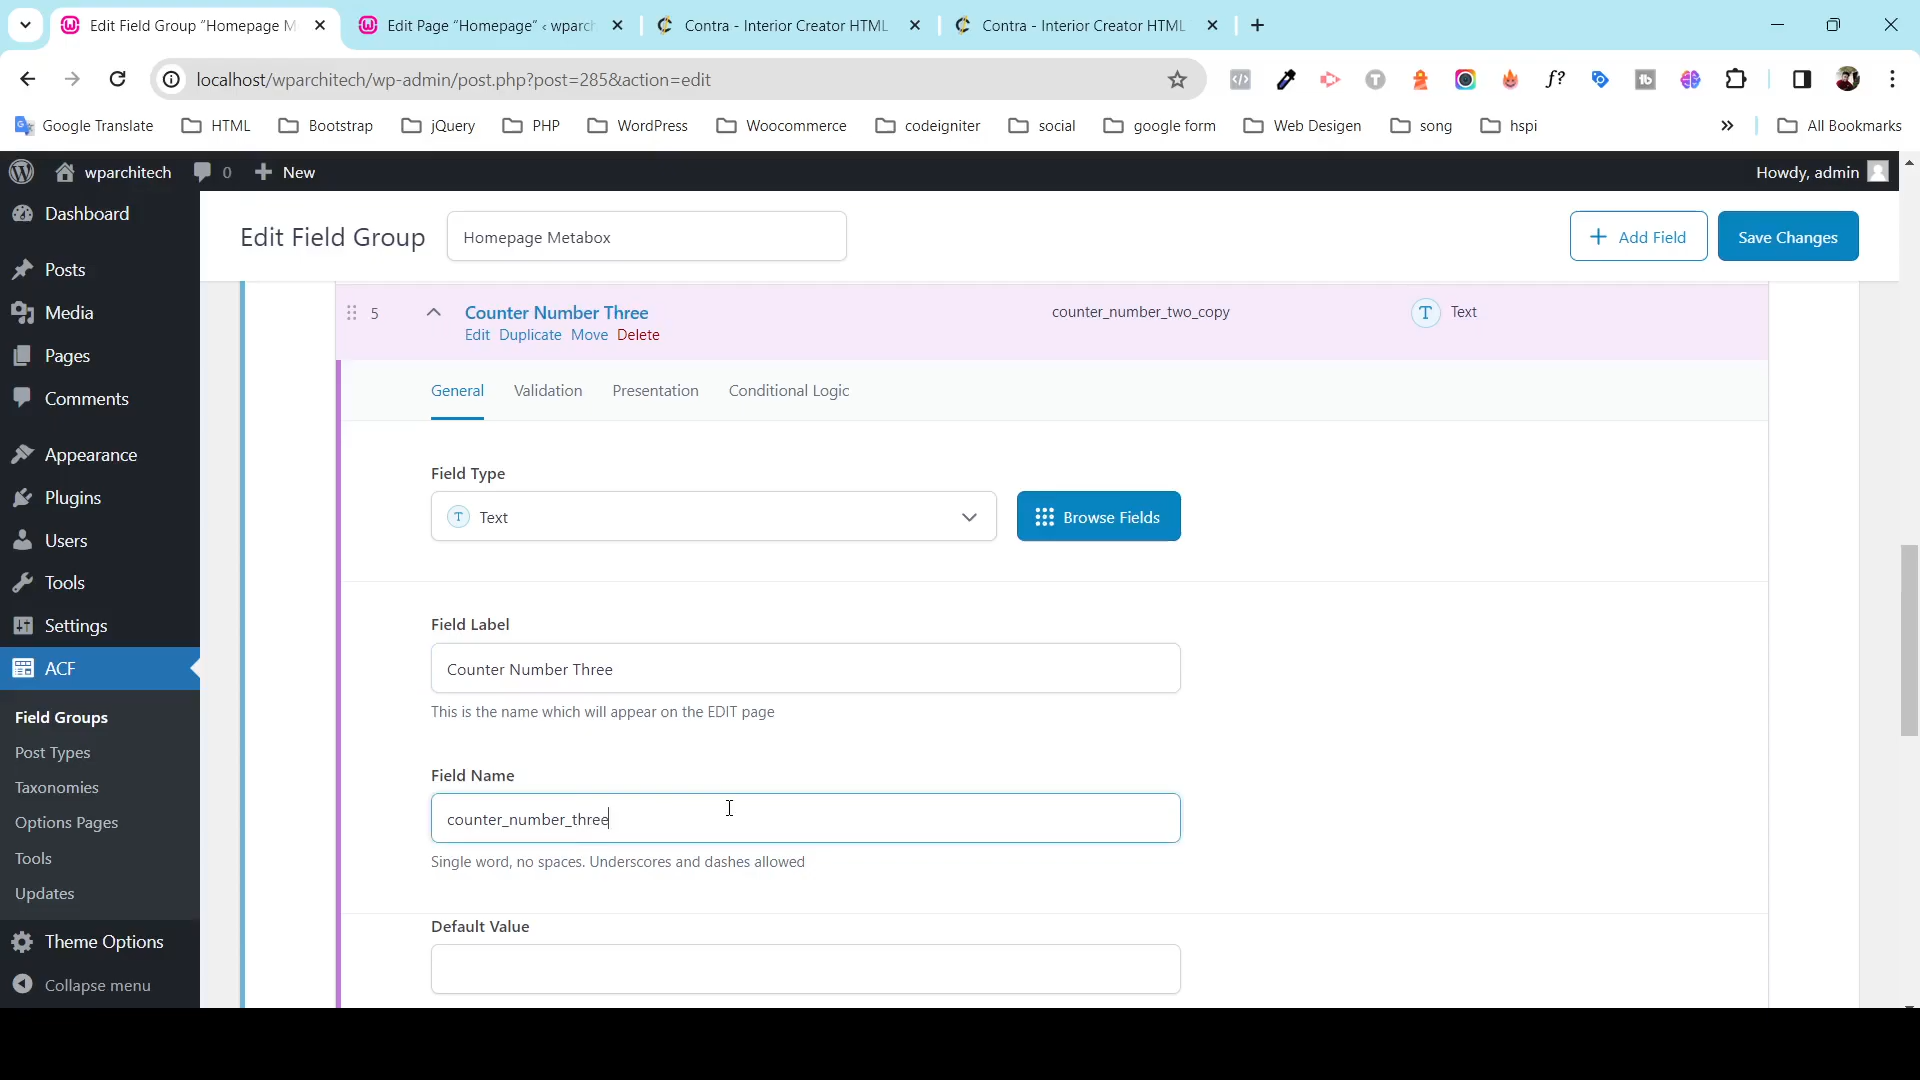 Edit Field Group "Homepage M
Edit Page "Homepage" ‹ wparch
Contra - Interior Creator HTML
Contra - Interior Creator HTML
localhost/wparchitech/wp-admin/post.php?post=285&action=edit
Google Translate
HTML
Bootstrap
jQuery
PHP
WordPress
Woocommerce
codeigniter
social
google form
Web Desigen
song
hspi
All Bookmarks
wparchitech
0
New
Howdy, admin
Dashboard
Posts
Media
Pages
Comments
Appearance
Plugins
Users
Tools
Settings
ACF
Field Groups
Post Types
Taxonomies
Options Pages
Tools
Updates
Theme Options
Collapse menu
Edit Field Group
Homepage Metabox
Add Field
Save Changes
5
Counter Number Three
counter_number_two_copy
T Text
Edit Duplicate Move Delete
General
Validation
Presentation
Conditional Logic
Field Type
T Text
Browse Fields
Field Label
Counter Number Three
This is the name which will appear on the EDIT page
Field Name
counter_number_three
Single word, no spaces. Underscores and dashes allowed
Default Value